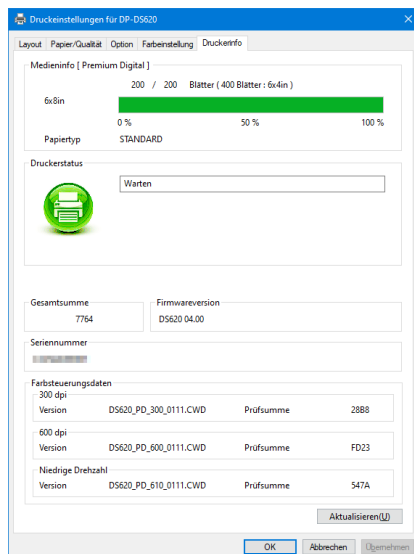 Druckeinstellungen für DP-DS620
Layout Papier/Qualität Option Farbeinstellung Druckerinfo
Medieninfo [ Premium Digital ]
200 / 200 Blätter ( 400 Blätter : 6x4in )
6x8in
0 % 50 % 100 %
Papiertyp STANDARD
Druckerstatus
Warten
Gesamtsumme Firmwareversion
7764 DS620 04.00
Seriennummer
Farbsteuerungsdaten
300 dpi
Version DS620_PD_300_0111.CWD Prüfsumme 28B8
600 dpi
Version DS620_PD_600_0111.CWD Prüfsumme FD23
Niedrige Drehzahl
Version DS620_PD_610_0111.CWD Prüfsumme 547A
Aktualisieren(U)
OK Abbrechen Übernehmen